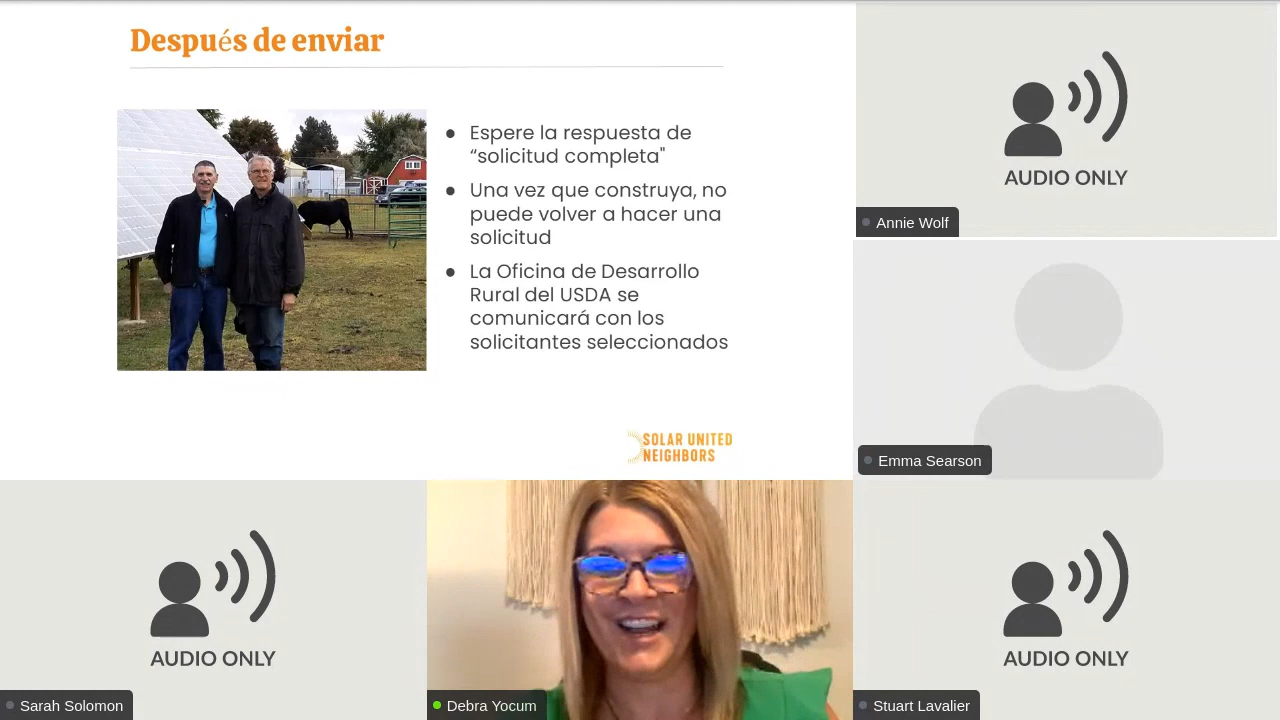 Después de enviar
● Espere la respuesta de
“solicitud completa"
● Una vez que construya, no
puede volver a hacer una
solicitud
● La Oficina de Desarrollo
Rural del USDA se
comunicará con los
solicitantes seleccionados
SOLAR UNITED
NEIGHBORS
AUDIO ONLY
Annie Wolf
Emma Searson
AUDIO ONLY
Sarah Solomon
Debra Yocum
AUDIO ONLY
Stuart Lavalier